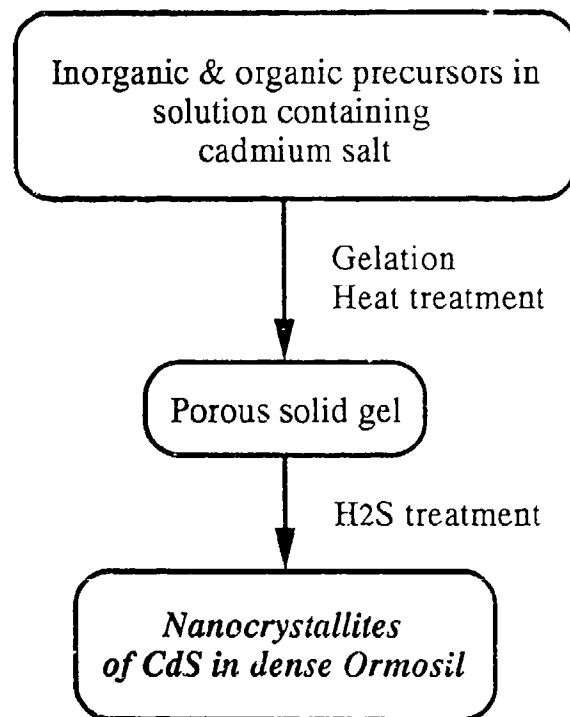 Inorganic & organic precursors in
solution containing
cadmium salt
Gelation
Heat treatment
Porous solid gel
H2S treatment
Nanocrystallites
of CdS in dense Ormosil